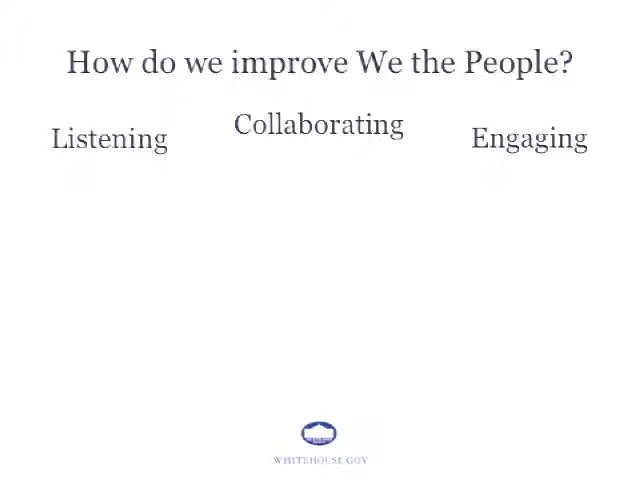 How do we improve We the People?
Listening
Collaborating
Engaging
WHITEHOUSE.GOV